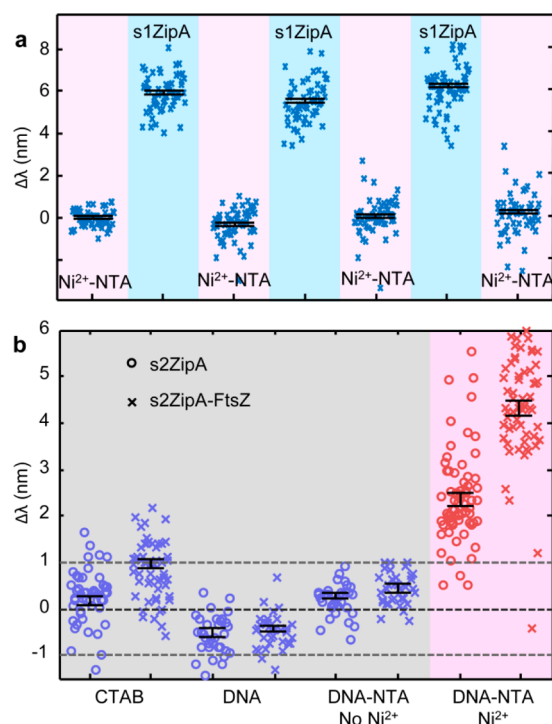 a
s1ZipA s1ZipA s1ZipA
8
6
4
2
0
Δλ (nm)
Ni²⁺-NTA Ni²⁺-NTA Ni²⁺-NTA Ni²⁺-NTA
b
6
5
4
3
2
1
0
-1
Δλ (nm)
s2ZipA
s2ZipA-FtsZ
CTAB DNA DNA-NTA DNA-NTA
No Ni²⁺ Ni²⁺